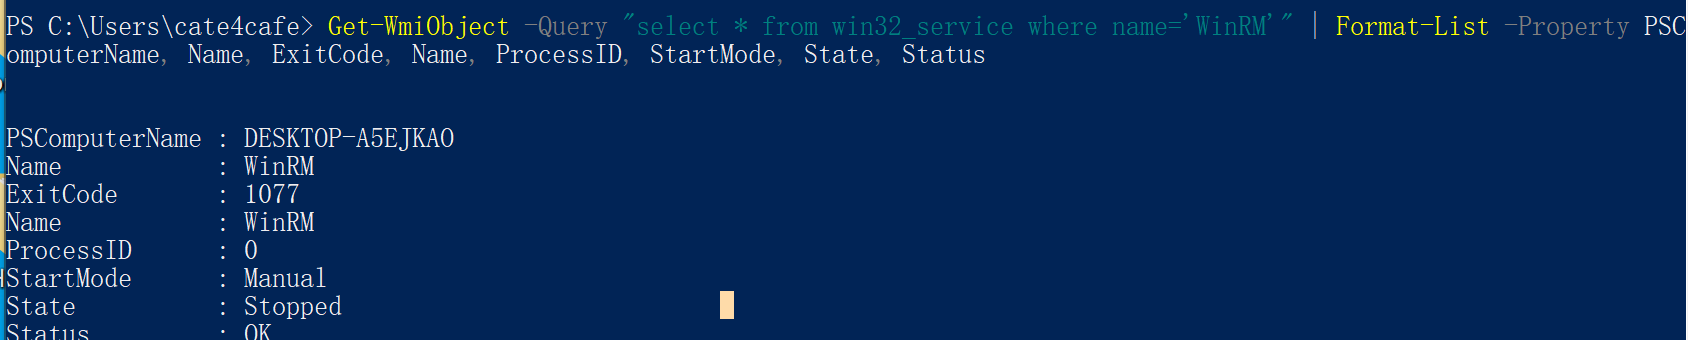 PS C:\Users\cate4cafe> Get-WmiObject -Query "select * from win32_service where name='WinRM'" | Format-List -Property PSC
omputerName, Name, ExitCode, Name, ProcessID, StartMode, State, Status
PSComputerName : DESKTOP-A5EJKAO
Name : WinRM
ExitCode : 1077
Name : WinRM
ProcessID : 0
StartMode : Manual
State : Stopped
Status : OK